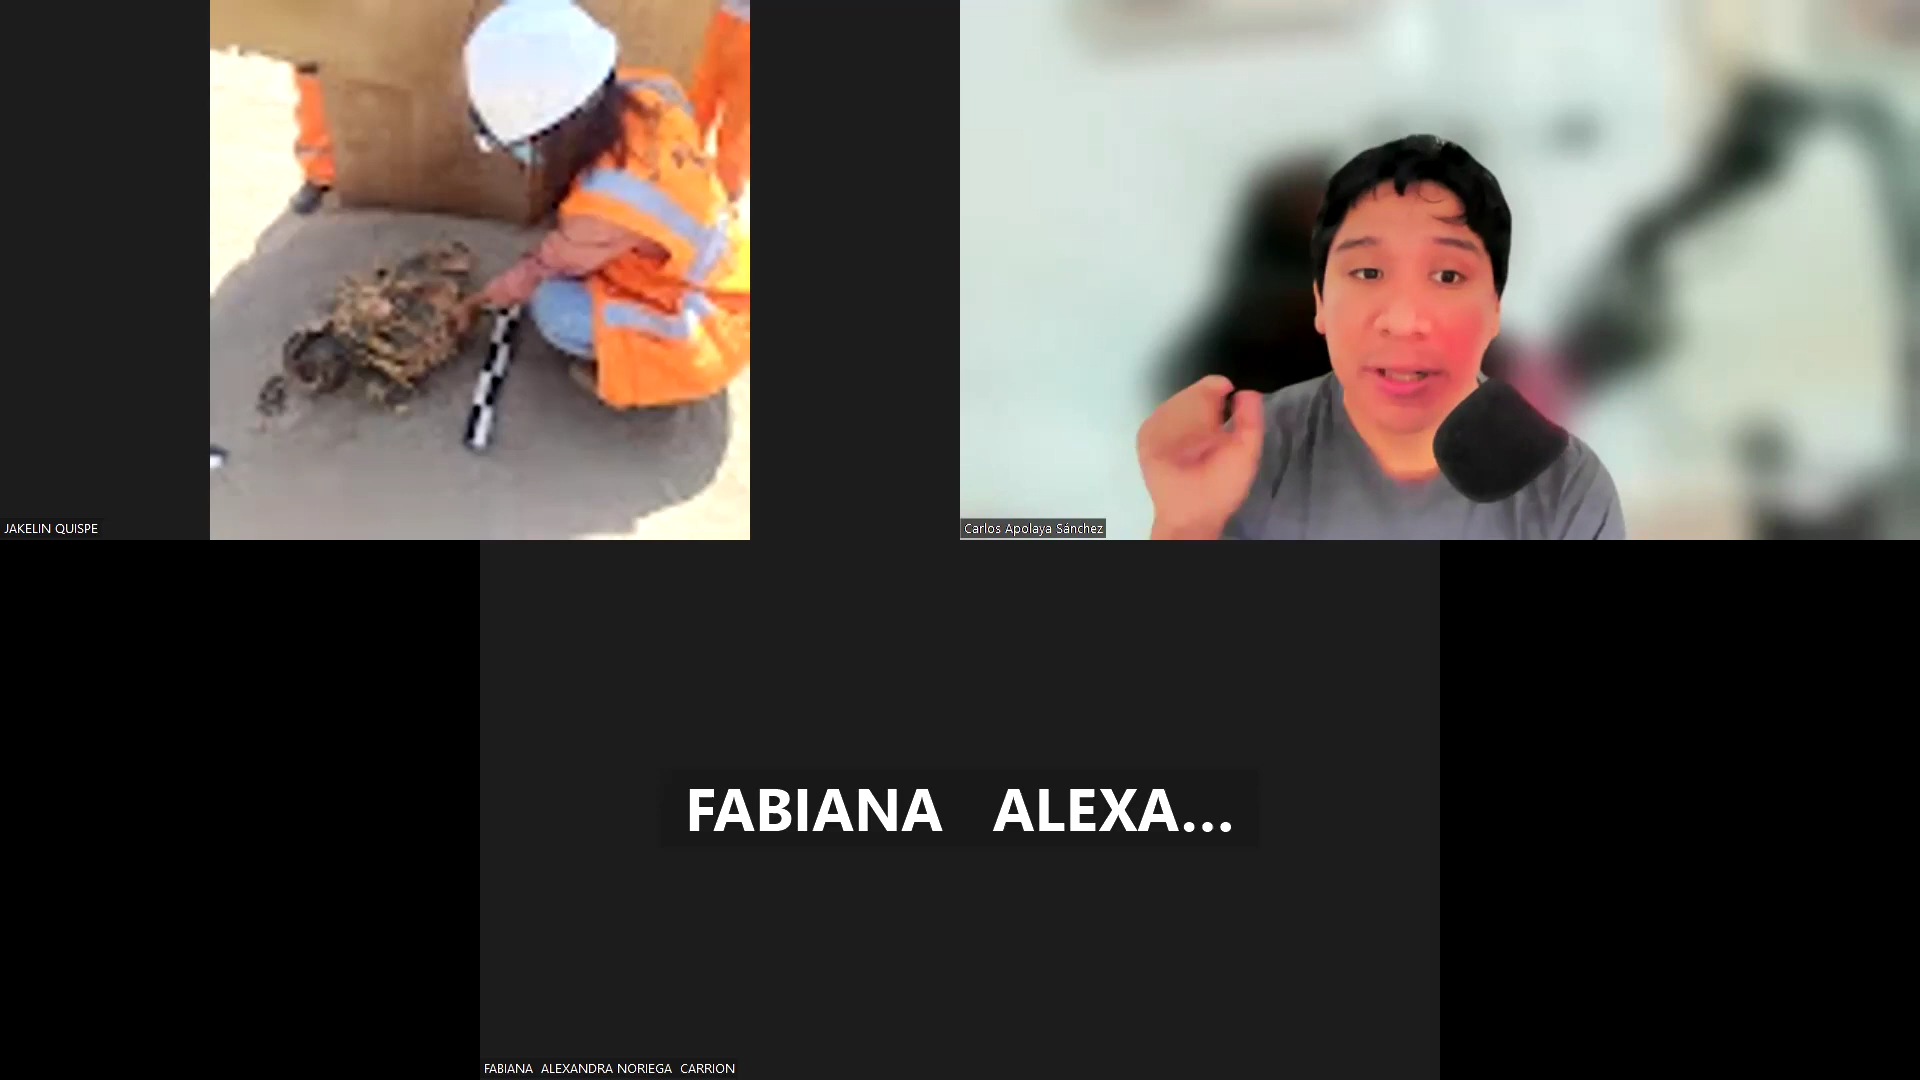 JAKELIN QUISPE
Carlos Apolaya Sánchez
FABIANA ALEXA...
FABIANA ALEXANDRA NORIEGA CARRION